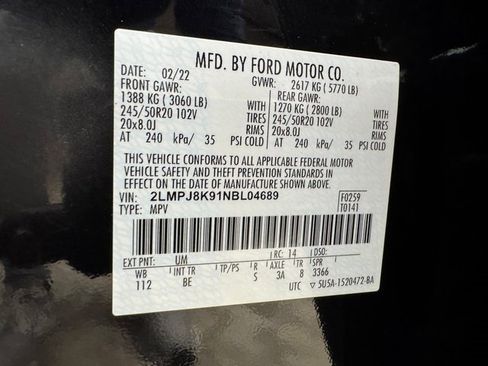 MFD. BY FORD MOTOR CO.
DATE: 02/22 GVWR: 2617 KG ( 5770 LB)
FRONT GAWR: REAR GAWR:
1388 KG ( 3060 LB) WITH 1270 KG ( 2800 LB) WITH
245/50R20 102V TIRES 245/50R20 102V TIRES
20x8.0J RIMS 20x8.0J RIMS
AT 240 kPa/ 35 PSI COLD AT 240 kPa/ 35 PSI COLD
THIS VEHICLE CONFORMS TO ALL APPLICABLE FEDERAL MOTOR
VEHICLE SAFETY AND THEFT PREVENTION STANDARDS
IN EFFECT ON THE DATE OF MANUFACTURE SHOWN ABOVE.
VIN: 2LMPJ8K91NBL04689 F0259
TYPE: MPV T0141
EXT PNT: UM RC: 14 DSO:
WB INT TR TP/PS R AXLE TR SPR
112 BE S 3A 8 3366
UTC 5U5A-1520472-BA